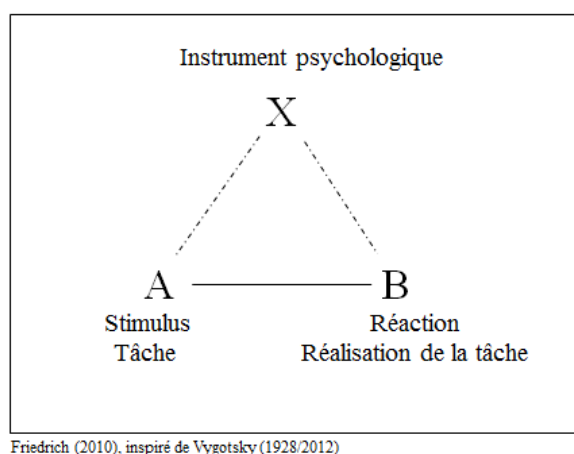 Instrument psychologique
X
A
B
Stimulus
Tâche
Réaction
Réalisation de la tâche
Friedrich (2010), inspiré de Vygotsky (1928/2012)